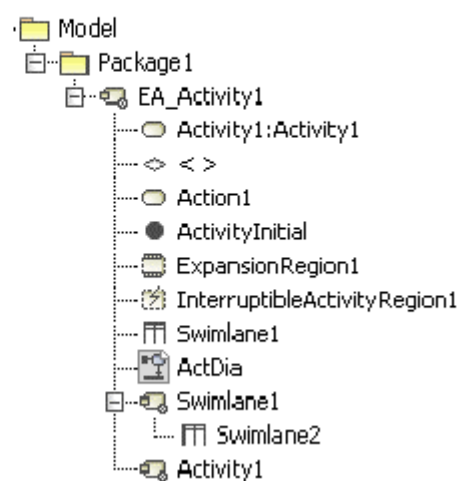 Model
Package1
EA_Activity1
Activity1:Activity1
< >
Action1
ActivityInitial
ExpansionRegion1
InterruptibleActivityRegion1
Swimlane1
ActDia
Swimlane1
Swimlane2
Activity1